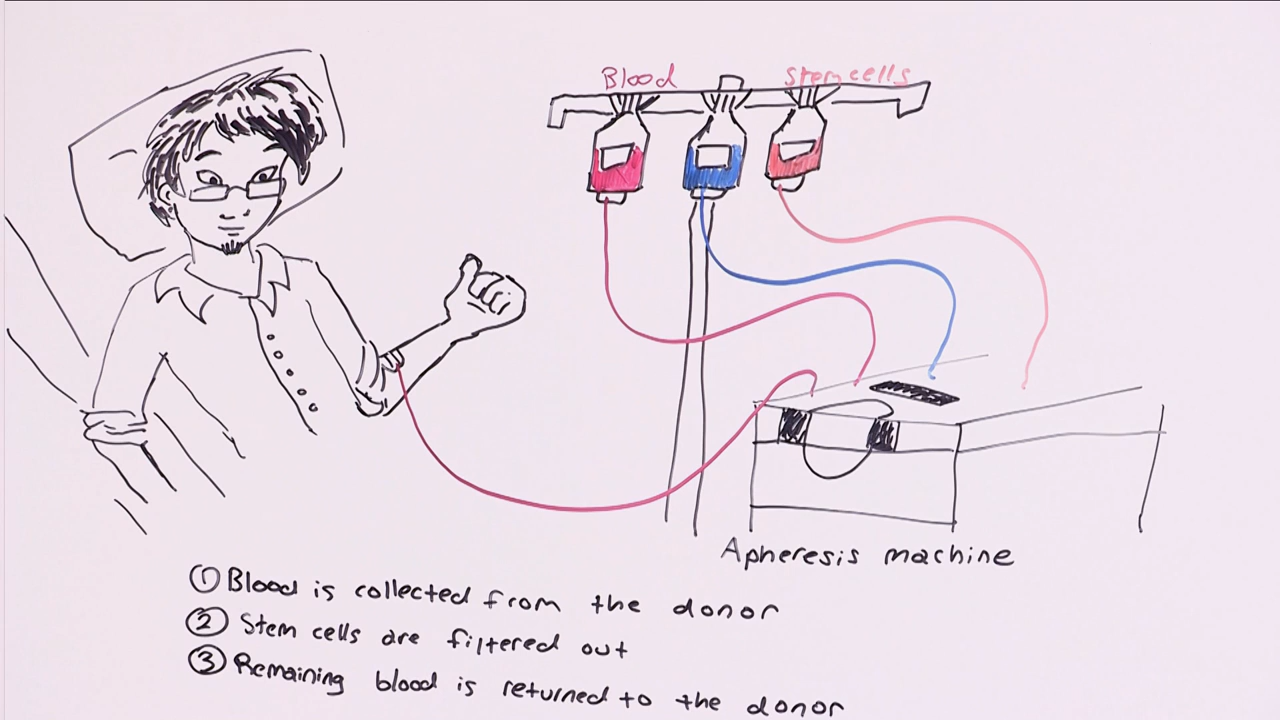 Blood
Stem cells
Apheresis machine
① Blood is collected from the donor
② Stem cells are filtered out
③ Remaining blood is returned to the donor